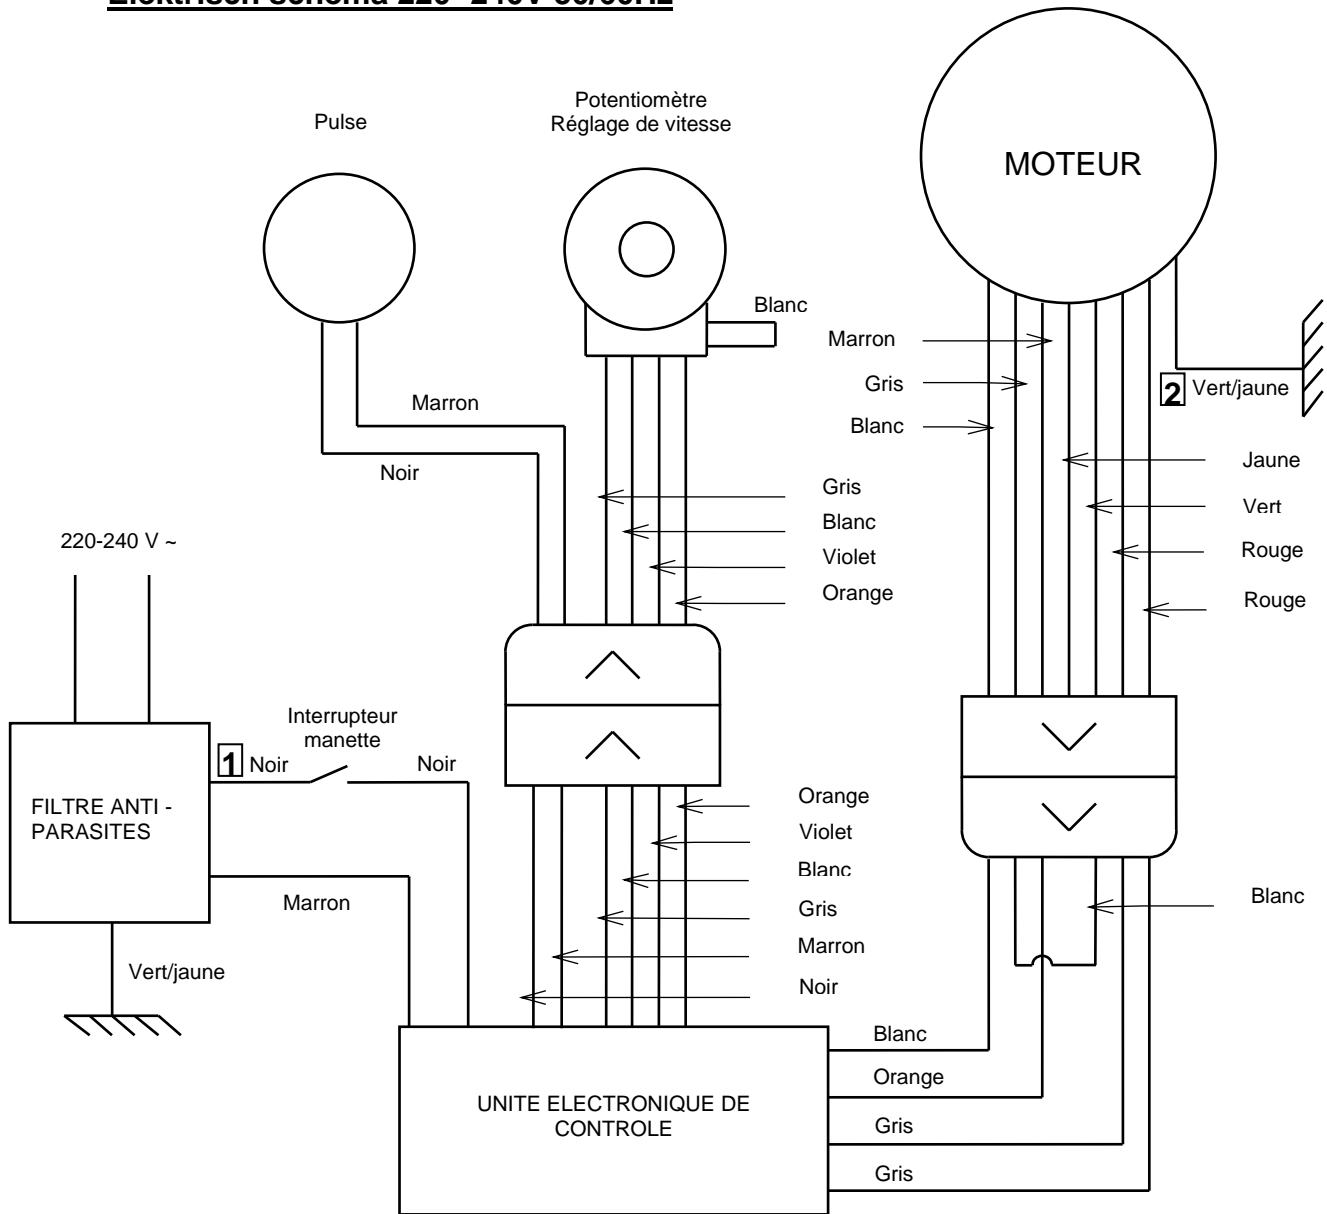 Elektrisch schema 220-240V 50/60Hz
Pulse
Potentiomètre
Réglage de vitesse
MOTEUR
Blanc
Marron
Gris
Blanc
2 Vert/jaune
Marron
Noir
Jaune
Vert
Rouge
Rouge
Gris
Blanc
Violet
Orange
220-240 V ~
Interrupteur
manette
1 Noir
Noir
FILTRE ANTI -
PARASITES
Marron
Vert/jaune
Orange
Violet
Blanc
Gris
Marron
Noir
Blanc
Blanc
Orange
Gris
Gris
UNITE ELECTRONIQUE DE
CONTROLE